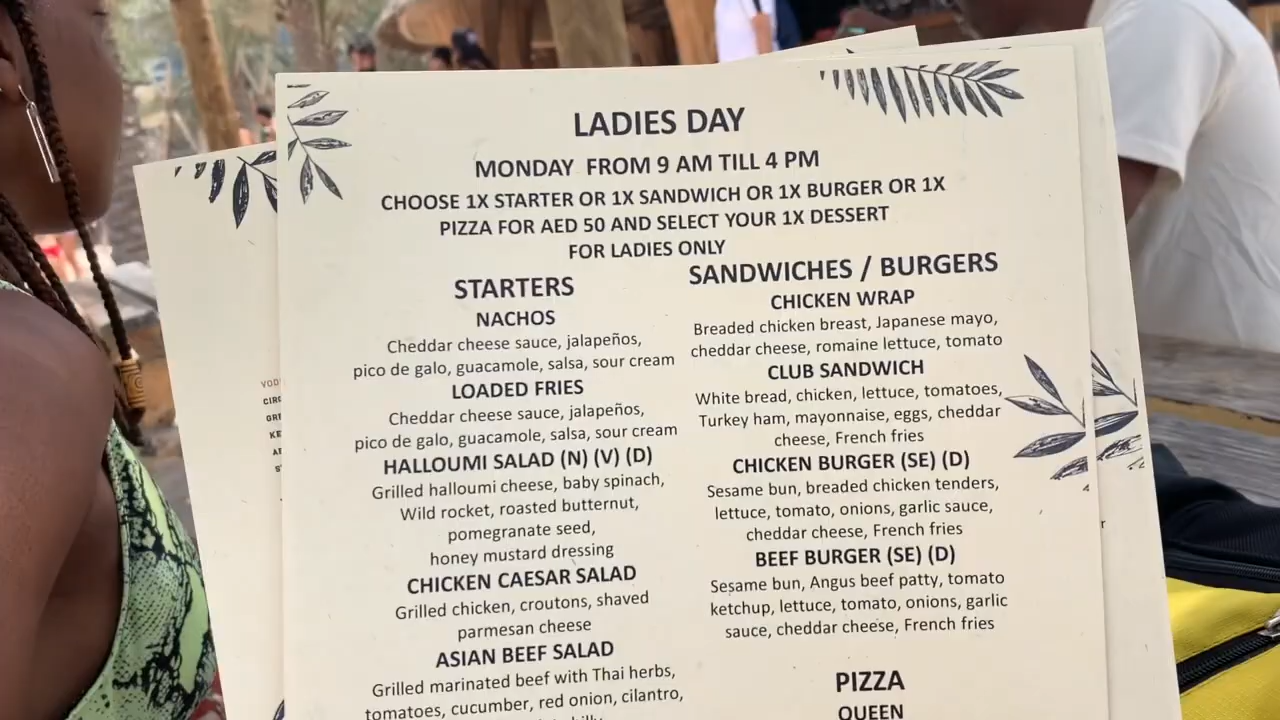 LADIES DAY
MONDAY FROM 9 AM TILL 4 PM
CHOOSE 1X STARTER OR 1X SANDWICH OR 1X BURGER OR 1X
PIZZA FOR AED 50 AND SELECT YOUR 1X DESSERT
FOR LADIES ONLY
STARTERS
NACHOS
Cheddar cheese sauce, jalapeños,
pico de galo, guacamole, salsa, sour cream
LOADED FRIES
Cheddar cheese sauce, jalapeños,
pico de galo, guacamole, salsa, sour cream
HALLOUMI SALAD (N) (V) (D)
Grilled halloumi cheese, baby spinach,
Wild rocket, roasted butternut,
pomegranate seed,
honey mustard dressing
CHICKEN CAESAR SALAD
Grilled chicken, croutons, shaved
parmesan cheese
ASIAN BEEF SALAD
Grilled marinated beef with Thai herbs,
tomatoes, cucumber, red onion, cilantro,
SANDWICHES / BURGERS
CHICKEN WRAP
Breaded chicken breast, Japanese mayo,
cheddar cheese, romaine lettuce, tomato
CLUB SANDWICH
White bread, chicken, lettuce, tomatoes,
Turkey ham, mayonnaise, eggs, cheddar
cheese, French fries
CHICKEN BURGER (SE) (D)
Sesame bun, breaded chicken tenders,
lettuce, tomato, onions, garlic sauce,
cheddar cheese, French fries
BEEF BURGER (SE) (D)
Sesame bun, Angus beef patty, tomato
ketchup, lettuce, tomato, onions, garlic
sauce, cheddar cheese, French fries
PIZZA
QUEEN